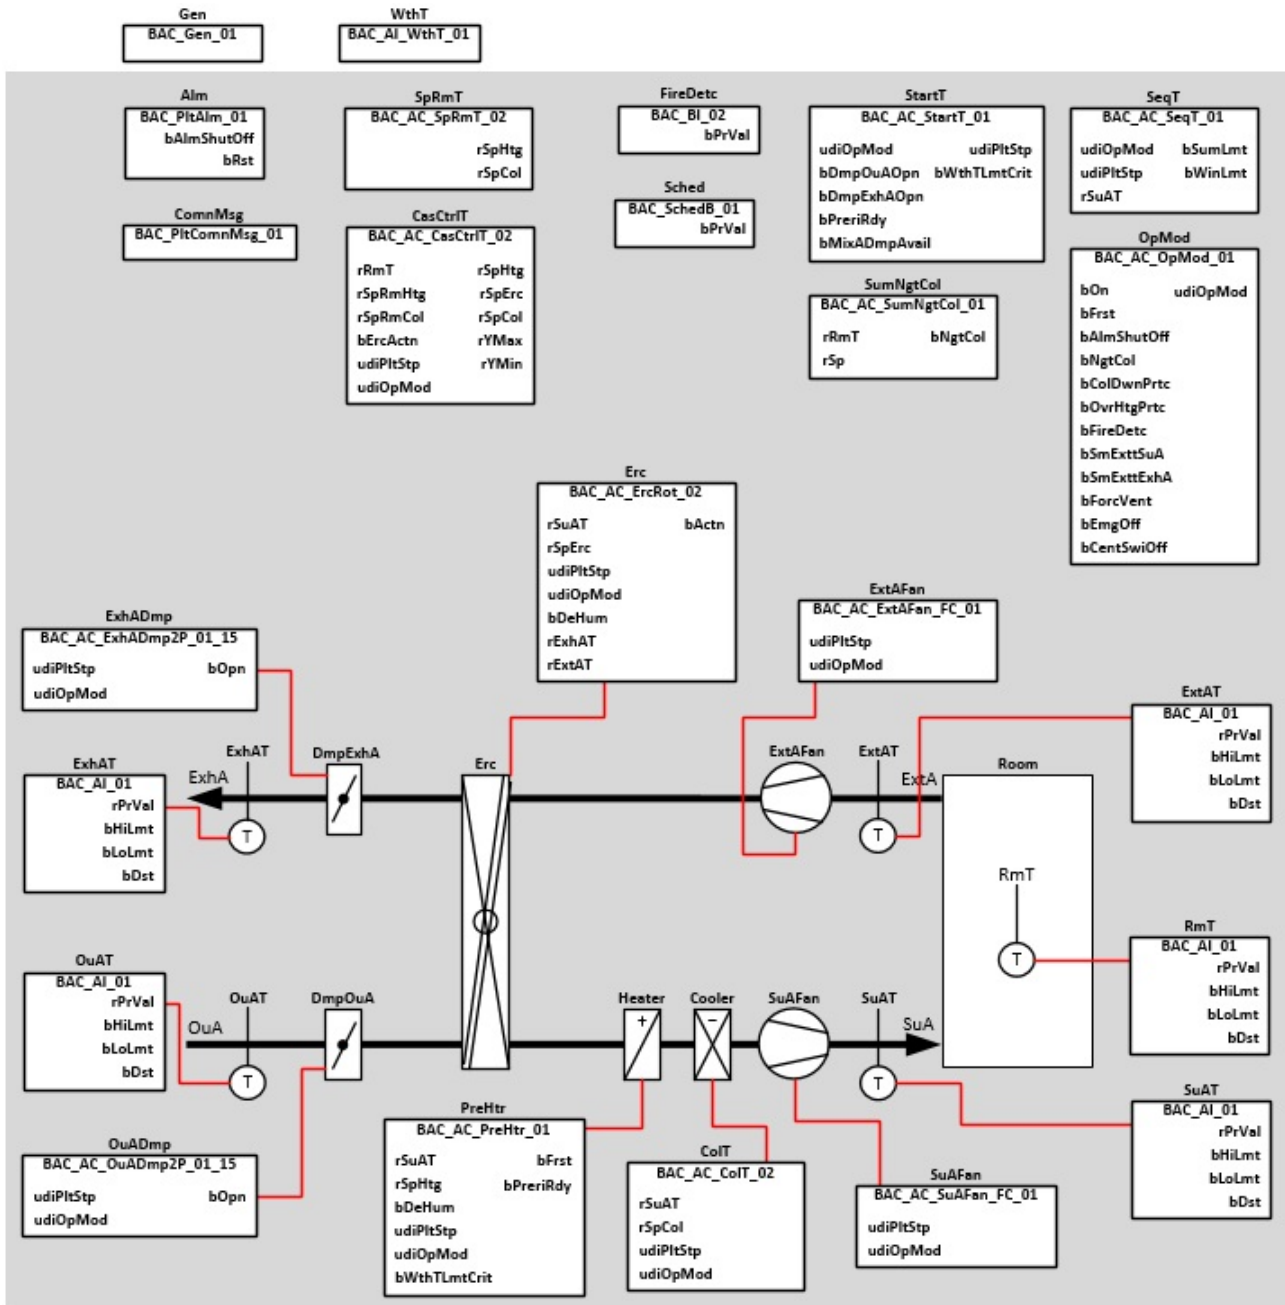 Gen
BAC_Gen_01
WthT
BAC_AI_WthT_01
Alm
BAC_PltAlm_01
bAlmShutOff
bRst
ComnMsg
BAC_PltComnMsg_01
SpRmT
BAC_AC_SpRmT_02
rSpHtg
rSpCol
CasCtrlT
BAC_AC_CasCtrlT_02
rRmT rSpHtg
rSpRmHtg rSpErc
rSpRmCol rSpCol
bErcActn rYMax
udiPltStp rYMin
udiOpMod
FireDetc
BAC_BI_02
bPrVal
Sched
BAC_SchedB_01
bPrVal
StartT
BAC_AC_StartT_01
udiOpMod udiPltStp
bDmpOuAOpn bWthTLmtCrit
bDmpExhAOpn
bPreriRdy
bMixADmpAvail
SumNgtCol
BAC_AC_SumNgtCol_01
rRmT bNgtCol
rSp
SeqT
BAC_AC_SeqT_01
udiOpMod bSumLmt
udiPltStp bWinLmt
rSuAT
OpMod
BAC_AC_OpMod_01
bOn udiOpMod
bFrst
bAlmShutOff
bNgtCol
bColDwnPrtc
bOvrHtgPrtc
bFireDetc
bSmExttSuA
bSmExttExhA
bForcVent
bEmgOff
bCentSwiOff
Erc
BAC_AC_ErcRot_02
rSuAT bActn
rSpErc
udiPltStp
udiOpMod
bDeHum
rExhAT
rExtAT
ExhADmp
BAC_AC_ExhADmp2P_01_15
udiPltStp bOpn
udiOpMod
ExtAFan
BAC_AC_ExtAFan_FC_01
udiPltStp
udiOpMod
ExtAT
BAC_AI_01
rPrVal
bHiLmt
bLoLmt
bDst
ExhAT
BAC_AI_01
rPrVal
bHiLmt
bLoLmt
bDst
ExhA
ExhAT
T
DmpExhA
Erc
ExtAFan
ExtAT
T
ExtA
Room
RmT
T
RmT
BAC_AI_01
rPrVal
bHiLmt
bLoLmt
bDst
OuAT
BAC_AI_01
rPrVal
bHiLmt
bLoLmt
bDst
OuA
OuAT
T
DmpOuA
Heater
+
Cooler
−
SuAFan
SuAT
T
SuA
SuAT
BAC_AI_01
rPrVal
bHiLmt
bLoLmt
bDst
OuADmp
BAC_AC_OuADmp2P_01_15
udiPltStp bOpn
udiOpMod
PreHtr
BAC_AC_PreHtr_01
rSuAT bFrst
rSpHtg bPreriRdy
bDeHum
udiPltStp
udiOpMod
bWthTLmtCrit
ColT
BAC_AC_ColT_02
rSuAT
rSpCol
udiPltStp
udiOpMod
SuAFan
BAC_AC_SuAFan_FC_01
udiPltStp
udiOpMod